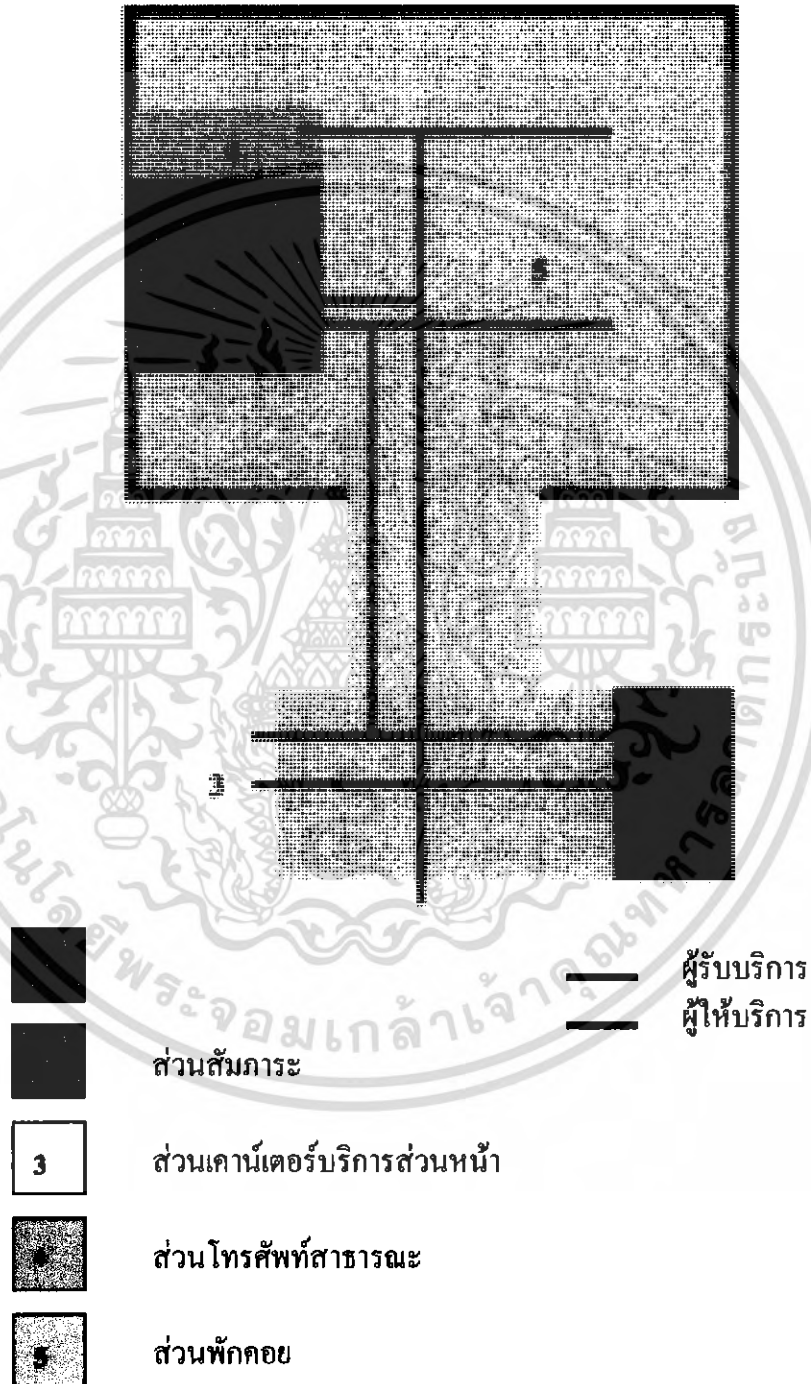 5
3
ผู้รับบริการ
ผู้ให้บริการ
ส่วนสัมภาระ
3 ส่วนเคาน์เตอร์บริการส่วนหน้า
ส่วนโทรศัพท์สาธารณะ
5 ส่วนพักคอย